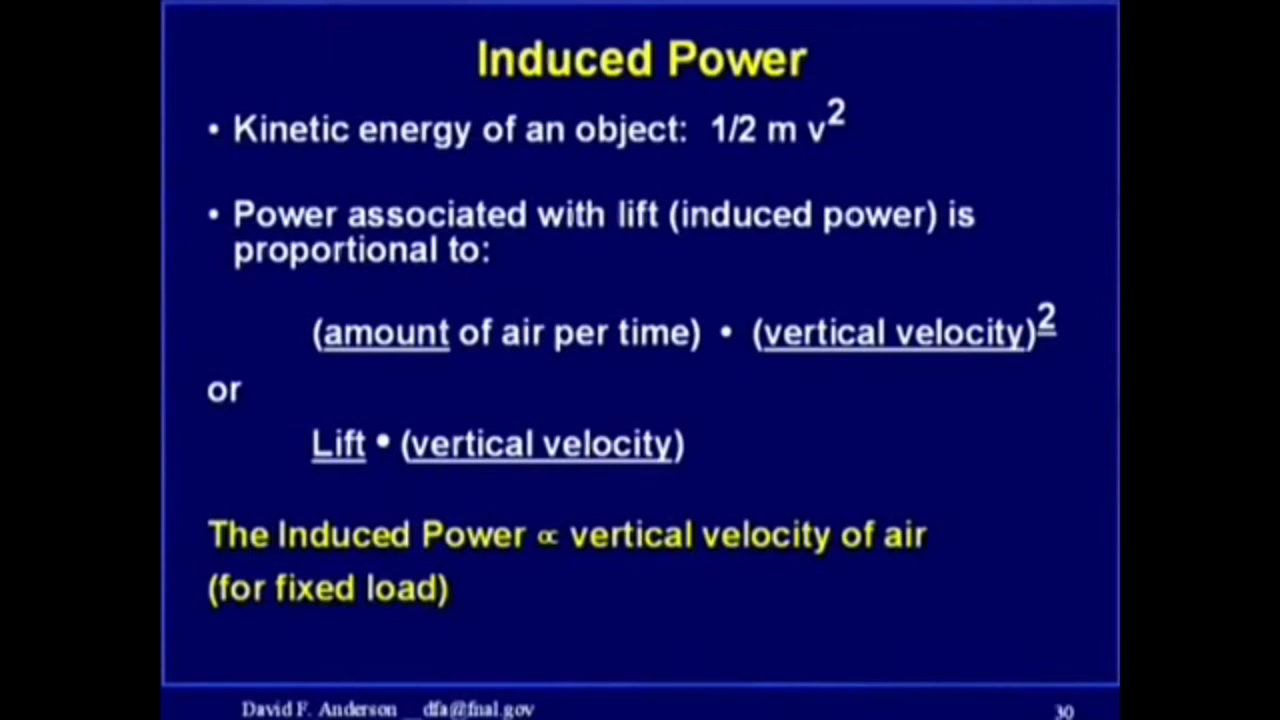 Induced Power
• Kinetic energy of an object: 1/2 m v²
• Power associated with lift (induced power) is
proportional to:
(amount of air per time) • (vertical velocity)²
or
Lift • (vertical velocity)
The Induced Power ∝ vertical velocity of air
(for fixed load)
David F. Anderson __dfa@fnal.gov 30